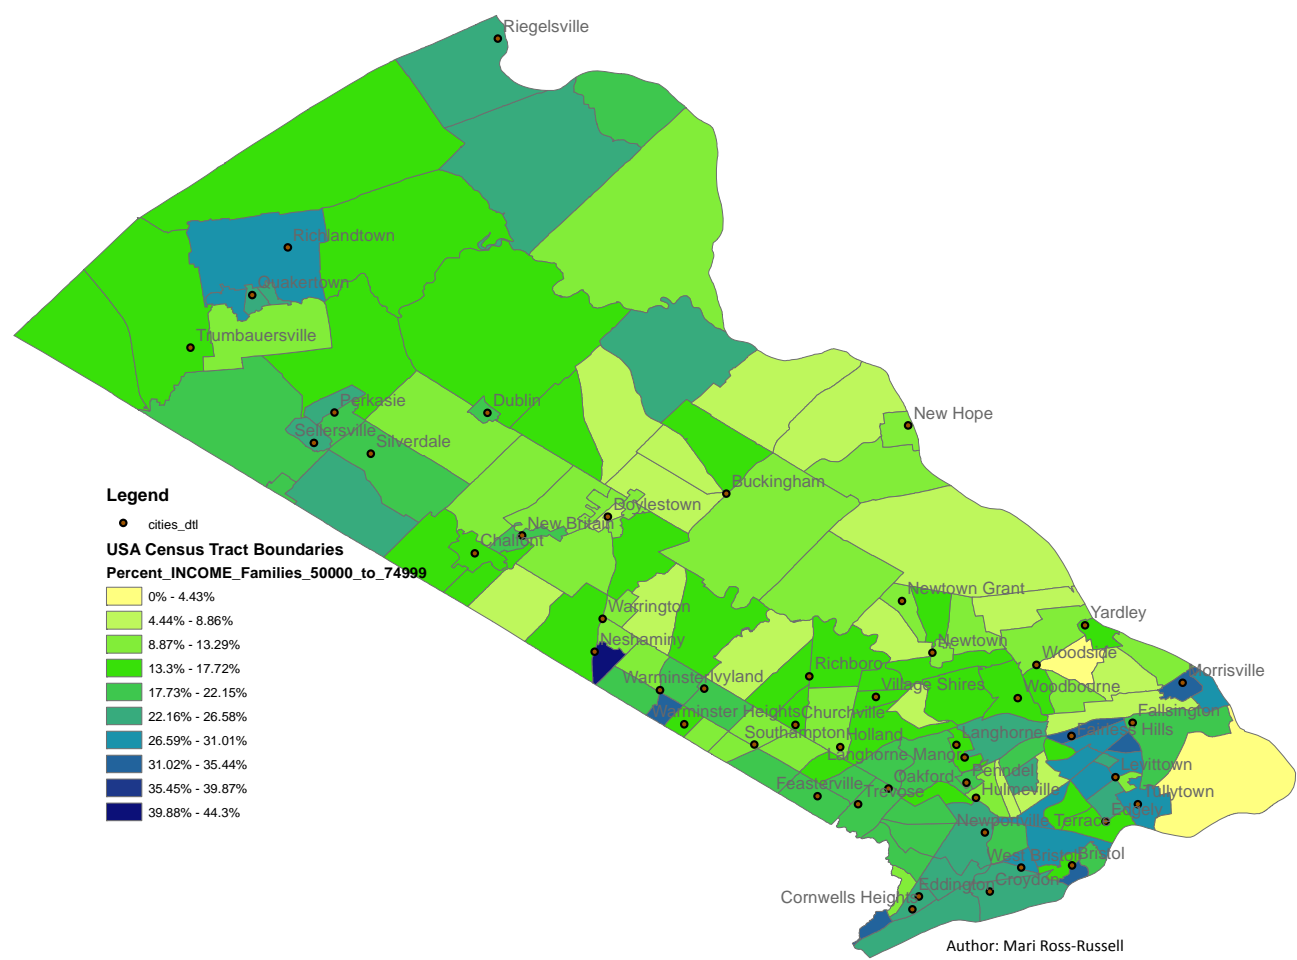 Riegelsville
Richlandtown
Quakertown
Trumbauersville
Perkasie
Dublin
New Hope
Sellersville
Silverdale
Buckingham
Legend
cities_dtl
USA Census Tract Boundaries
Percent_INCOME_Families_50000_to_74999
0% - 4.43%
4.44% - 8.86%
8.87% - 13.29%
13.3% - 17.72%
17.73% - 22.15%
22.16% - 26.58%
26.59% - 31.01%
31.02% - 35.44%
35.45% - 39.87%
39.88% - 44.3%
Doylestown
New Britain
Chalfont
Newtown Grant
Warrington
Yardley
Neshaminy
Newtown
Woodside
Richboro
Morrisville
Warminster
Ivyland
Village Shires
Woodbourne
Warminster Heights
Churchville
Fallsington
Southampton
Holland
Langhorne
Fairless Hills
Langhorne Manor
Levittown
Oakford
Penndel
Feasterville
Trevose
Hulmeville
Tullytown
Edgely
Newportville
Terrace
West Bristol
Bristol
Eddington
Croydon
Cornwells Heights
Author: Mari Ross-Russell